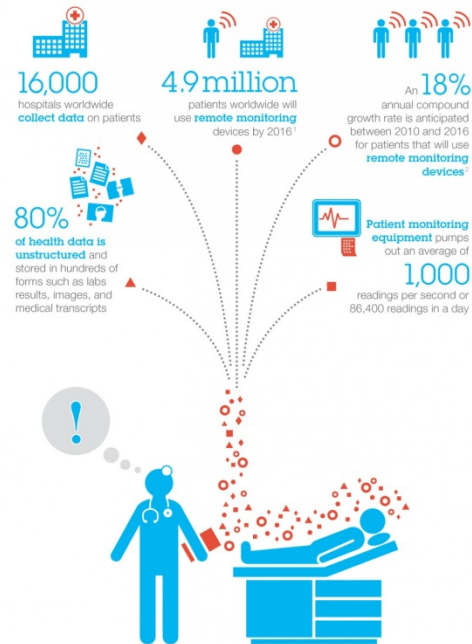 16,000
hospitals worldwide
collect data on patients
4.9 million
patients worldwide will
use remote monitoring
devices by 2016¹
An 18%
annual compound
growth rate is anticipated
between 2010 and 2016
for patients that will use
remote monitoring
devices²
80%
of health data is
unstructured and
stored in hundreds of
forms such as labs
results, images, and
medical transcripts
Patient monitoring
equipment pumps
out an average of
1,000
readings per second or
86,400 readings in a day
!